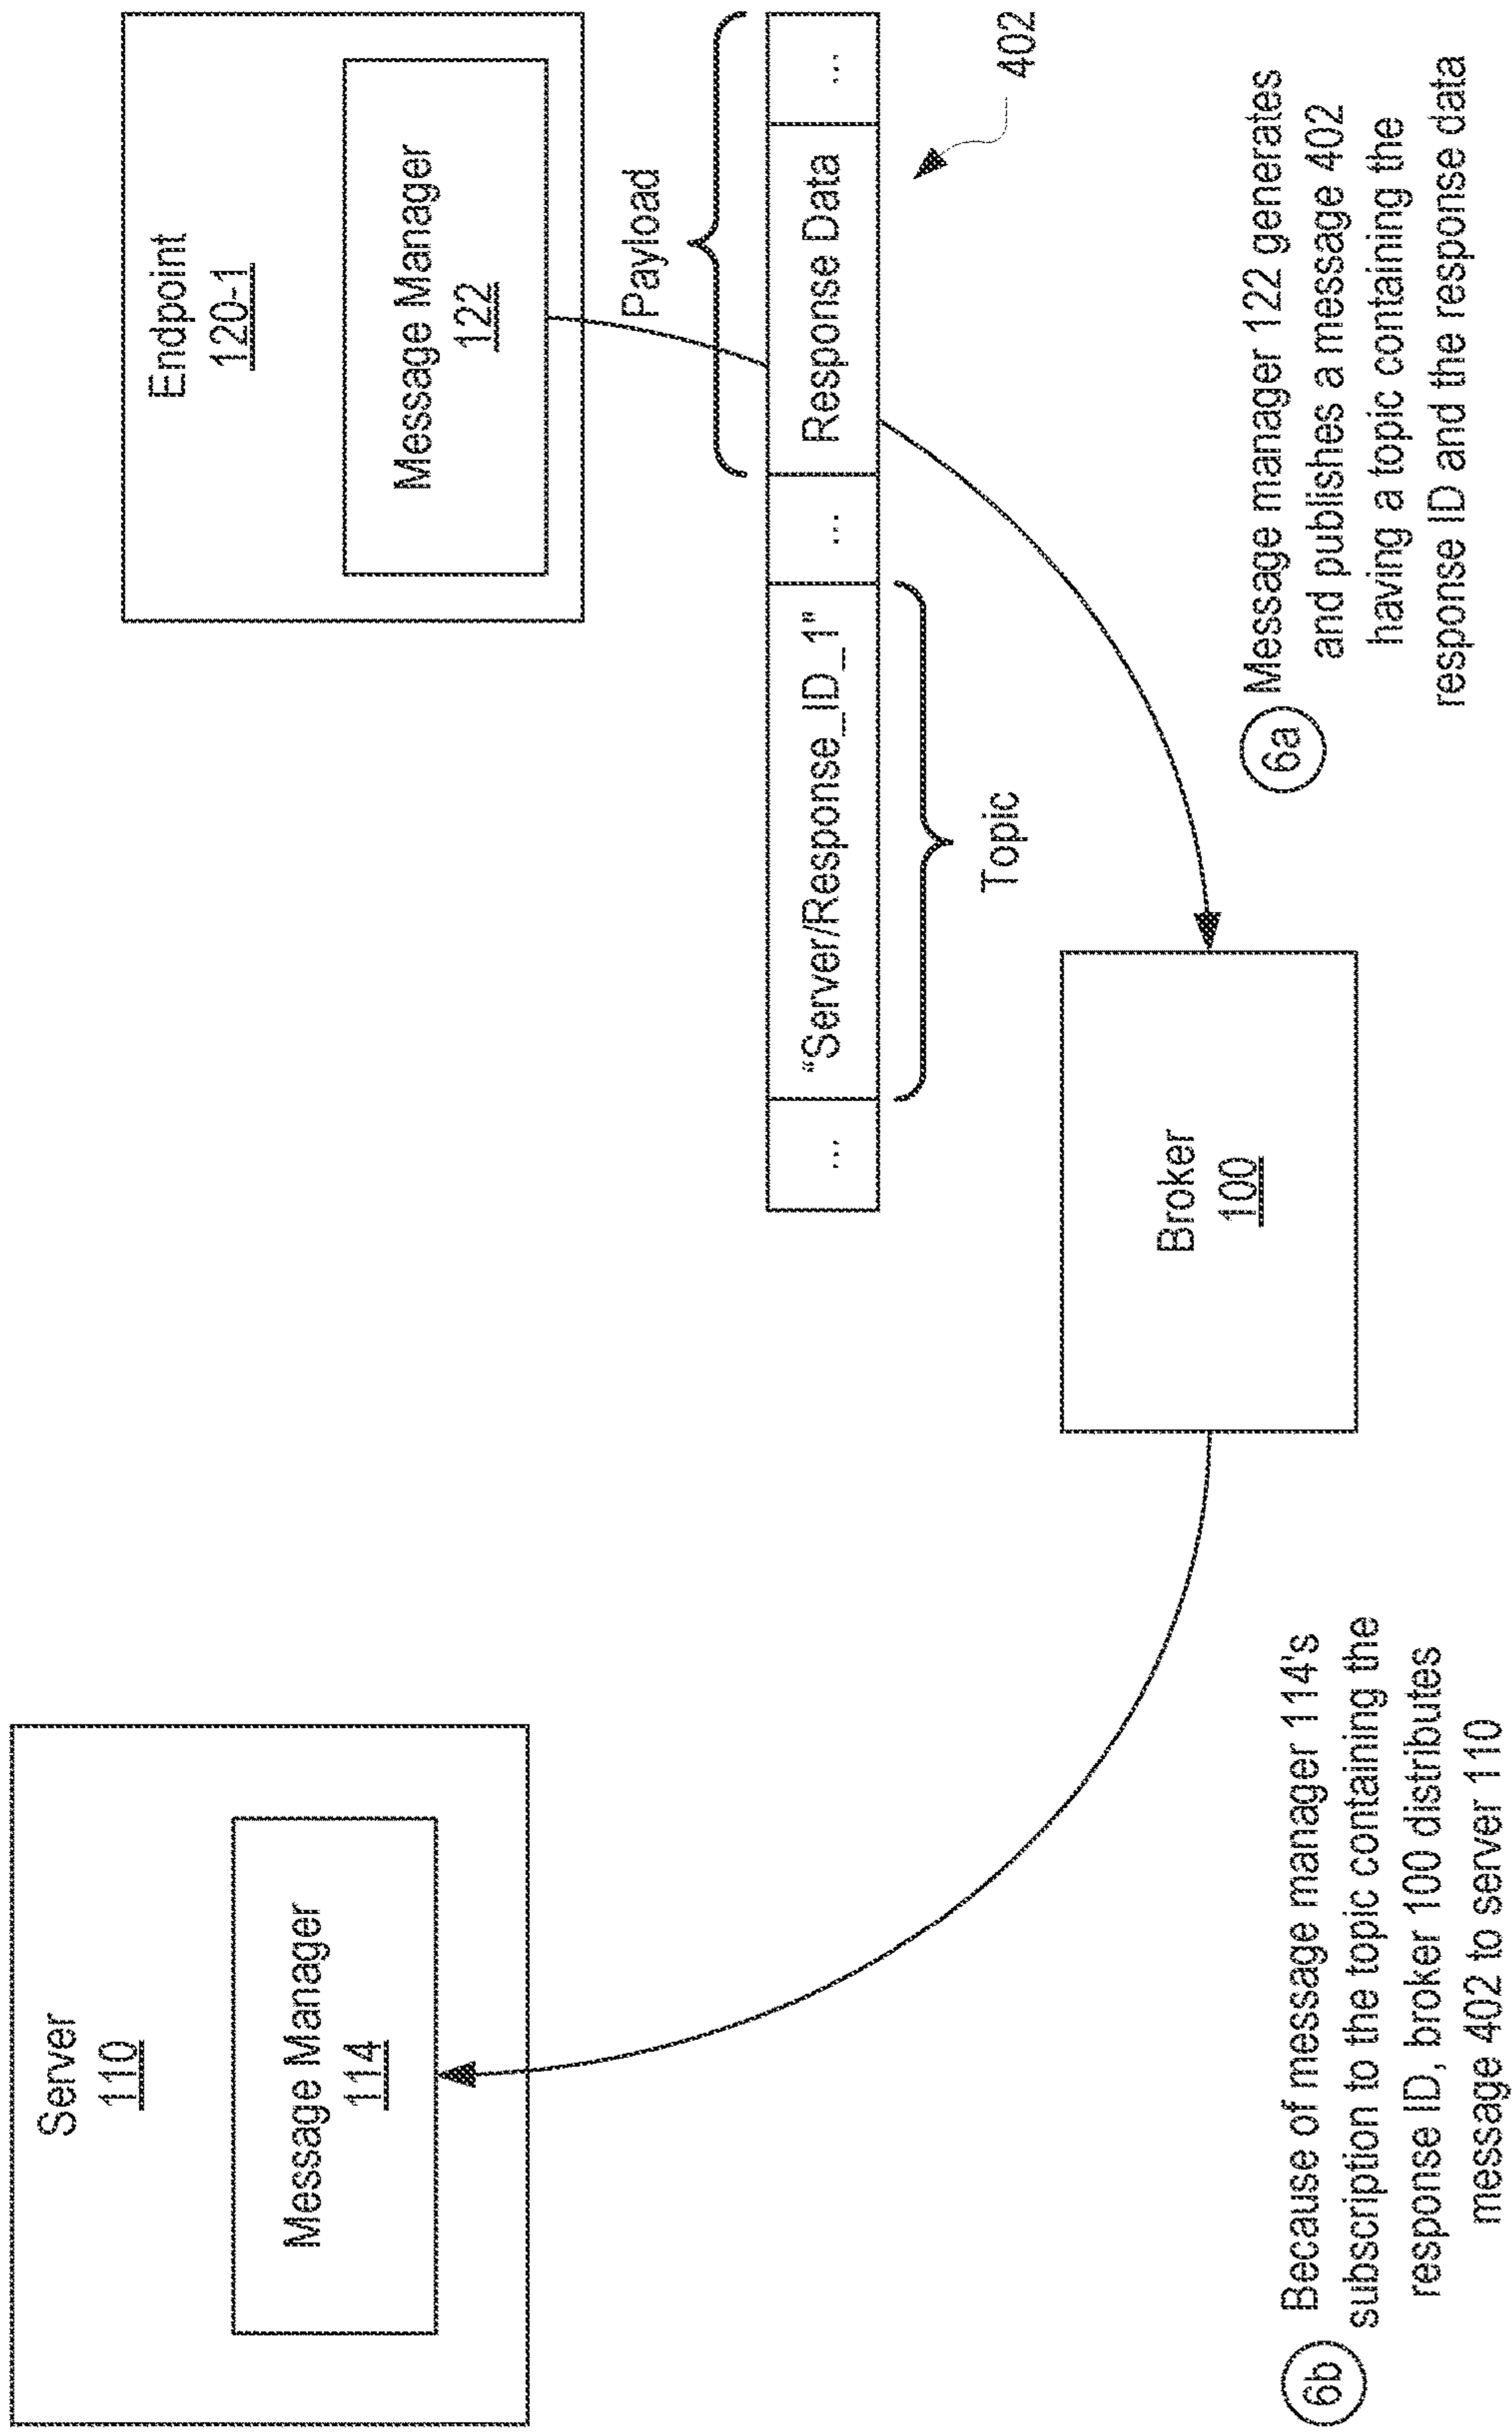 Server
110
Message Manager
114
Endpoint
120-1
Message Manager
122
Payload
...
"Server/Response_ID_1"
...
Response Data
...
402
Topic
Broker
100
6b
Because of message manager 114's
subscription to the topic containing the
response ID, broker 100 distributes
message 402 to server 110
6a
Message manager 122 generates
and publishes a message 402
having a topic containing the
response ID and the response data